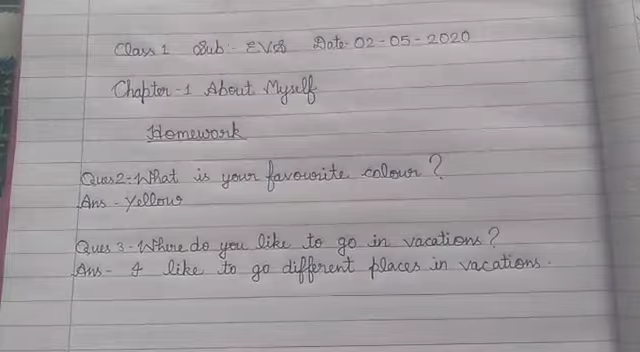 Class 1 Sub:- EVS Date- 02-05-2020
Chapter-1 About Myself
Homework
Ques2-What is your favourite colour?
Ans - Yellow
Ques 3-Where do you like to go in vacations?
Ans- I like to go different places in vacations.